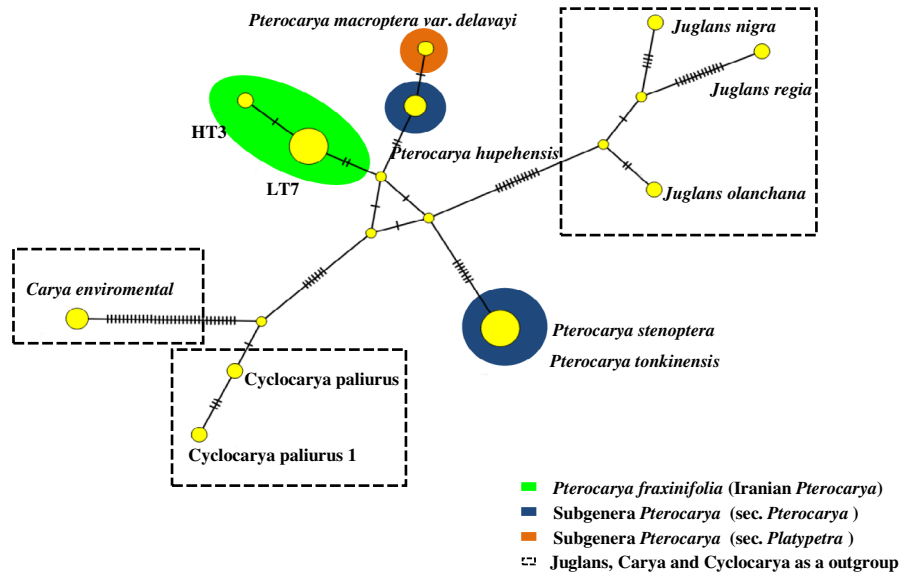 Pterocarya macroptera var. delavayi
Juglans nigra
Juglans regia
HT3
Pterocarya hupehensis
LT7
Juglans olanchana
Carya enviromental
Pterocarya stenoptera
Pterocarya tonkinensis
Cyclocarya paliurus
Cyclocarya paliurus 1
Pterocarya fraxinifolia (Iranian Pterocarya)
Subgenera Pterocarya (sec. Pterocarya )
Subgenera Pterocarya (sec. Platypetra )
Juglans, Carya and Cyclocarya as a outgroup